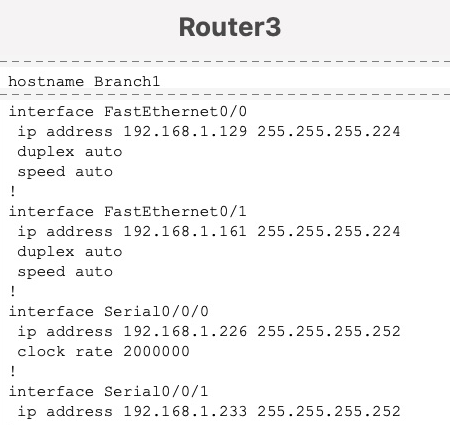 Router3
hostname Branch1
interface FastEthernet0/0
ip address 192.168.1.129 255.255.255.224
duplex auto
speed auto
!
interface FastEthernet0/1
ip address 192.168.1.161 255.255.255.224
duplex auto
speed auto
!
interface Serial0/0/0
ip address 192.168.1.226 255.255.255.252
clock rate 2000000
!
interface Serial0/0/1
ip address 192.168.1.233 255.255.255.252